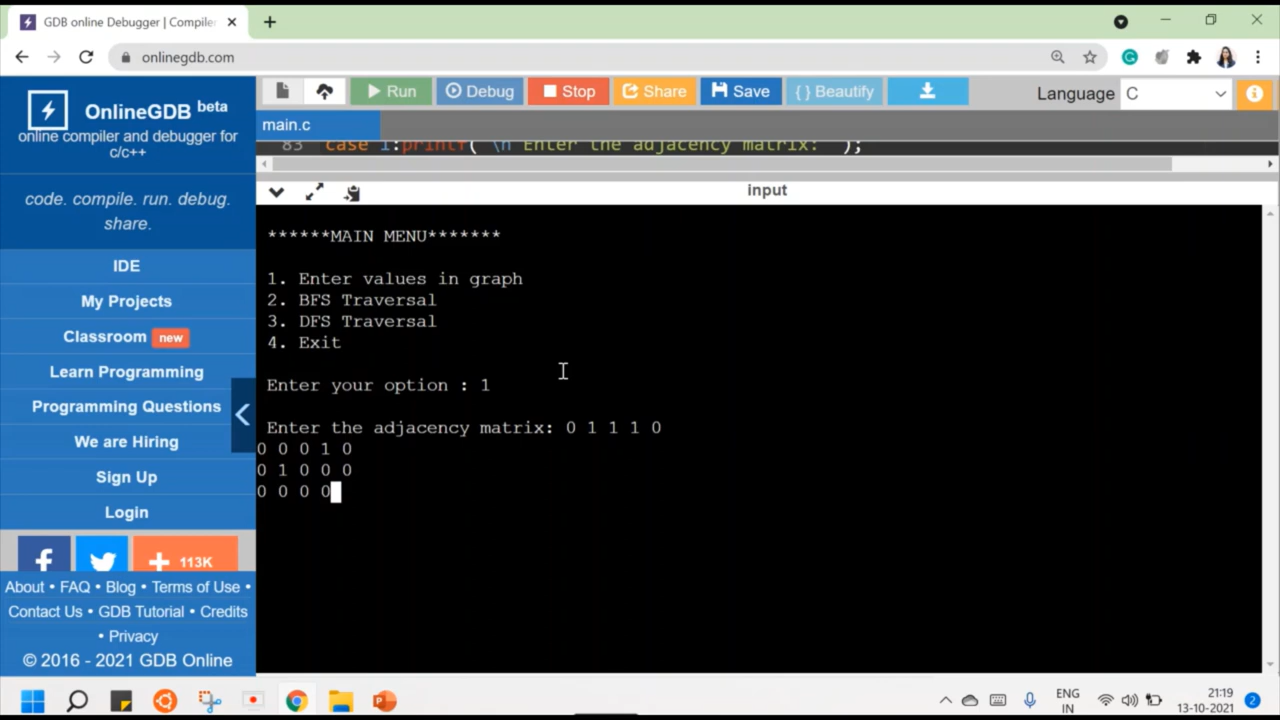 GDB online Debugger | Compiler
onlinegdb.com
OnlineGDB beta
online compiler and debugger for
c/c++
code. compile. run. debug.
share.
IDE
My Projects
Classroom new
Learn Programming
Programming Questions
We are Hiring
Sign Up
Login
113K
About • FAQ • Blog • Terms of Use •
Contact Us • GDB Tutorial • Credits
• Privacy
© 2016 - 2021 GDB Online
Run Debug Stop Share Save { } Beautify Language C
main.c
83 case 1:printf( "\n Enter the adjacency matrix: " );
input
******MAIN MENU*******
1. Enter values in graph
2. BFS Traversal
3. DFS Traversal
4. Exit
Enter your option : 1
Enter the adjacency matrix: 0 1 1 1 0
0 0 0 1 0
0 1 0 0 0
0 0 0 0
ENG
IN
21:19
13-10-2021
2